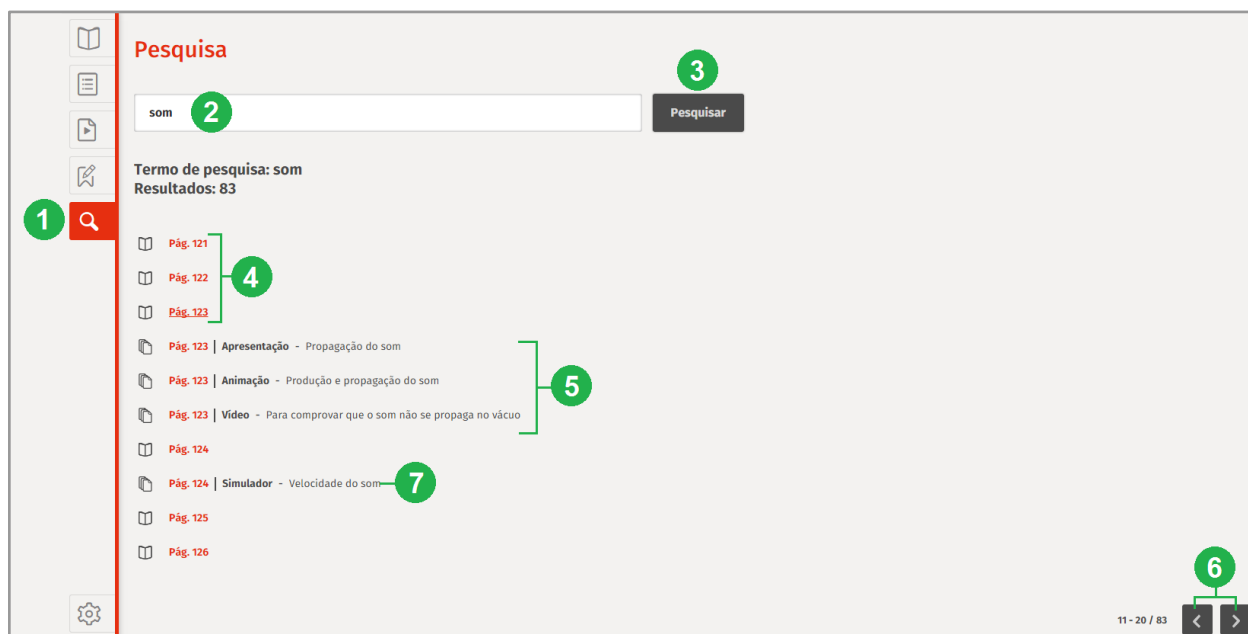 Pesquisa
3
som 2 Pesquisar
Termo de pesquisa: som
Resultados: 83
1
Pág. 121
Pág. 122
4
Pág. 123
Pág. 123 | Apresentação - Propagação do som
Pág. 123 | Animação - Produção e propagação do som
5
Pág. 123 | Vídeo - Para comprovar que o som não se propaga no vácuo
Pág. 124
Pág. 124 | Simulador - Velocidade do som 7
Pág. 125
Pág. 126
6
11 - 20 / 83